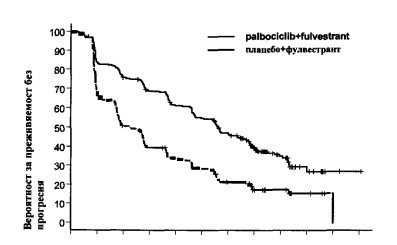 palbociclib+fulvestrant
плацебо+фулвестрант
Вероятност за преживяемост без
прогресия
100
90
80
70
60
50
40
30
20
10
0